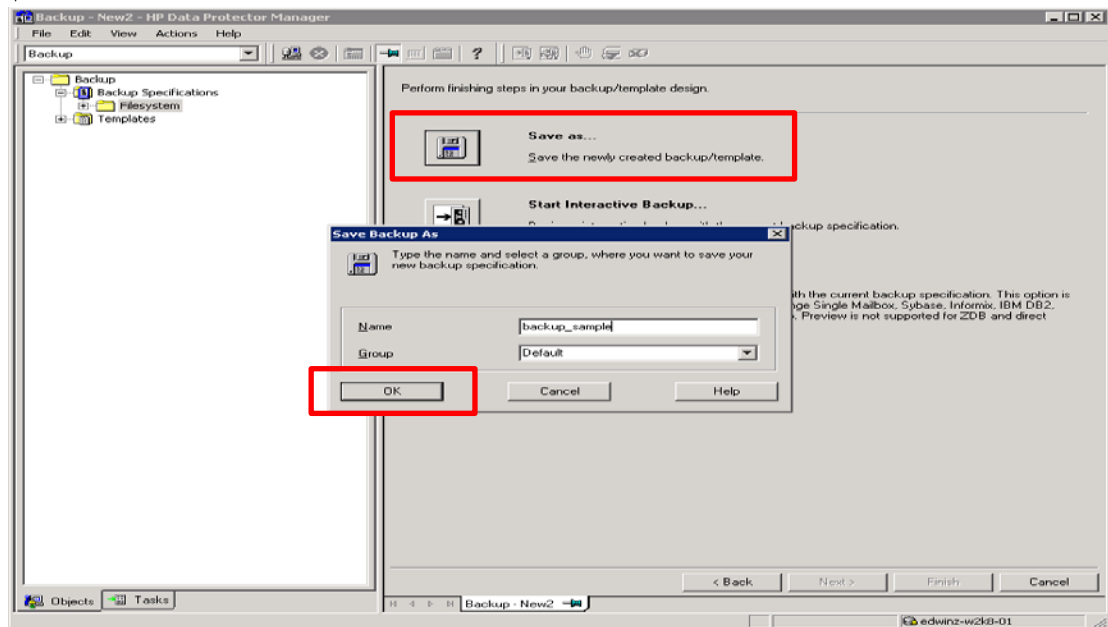 Backup - New2 - HP Data Protector Manager
File Edit View Actions Help
Backup
Backup
Backup Specifications
Filesystem
Templates
Perform finishing steps in your backup/template design.
Save as...
Save the newly created backup/template.
Start Interactive Backup...
ackup specification.
Save Backup As
Type the name and select a group, where you want to save your
new backup specification.
ith the current backup specification. This option is
nge Single Mailbox, Sybase, Informix, IBM DB2,
. Preview is not supported for ZDB and direct
Name backup_sample
Group Default
OK Cancel Help
< Back Next > Finish Cancel
Objects Tasks
Backup - New2
edwinz-w2k8-01